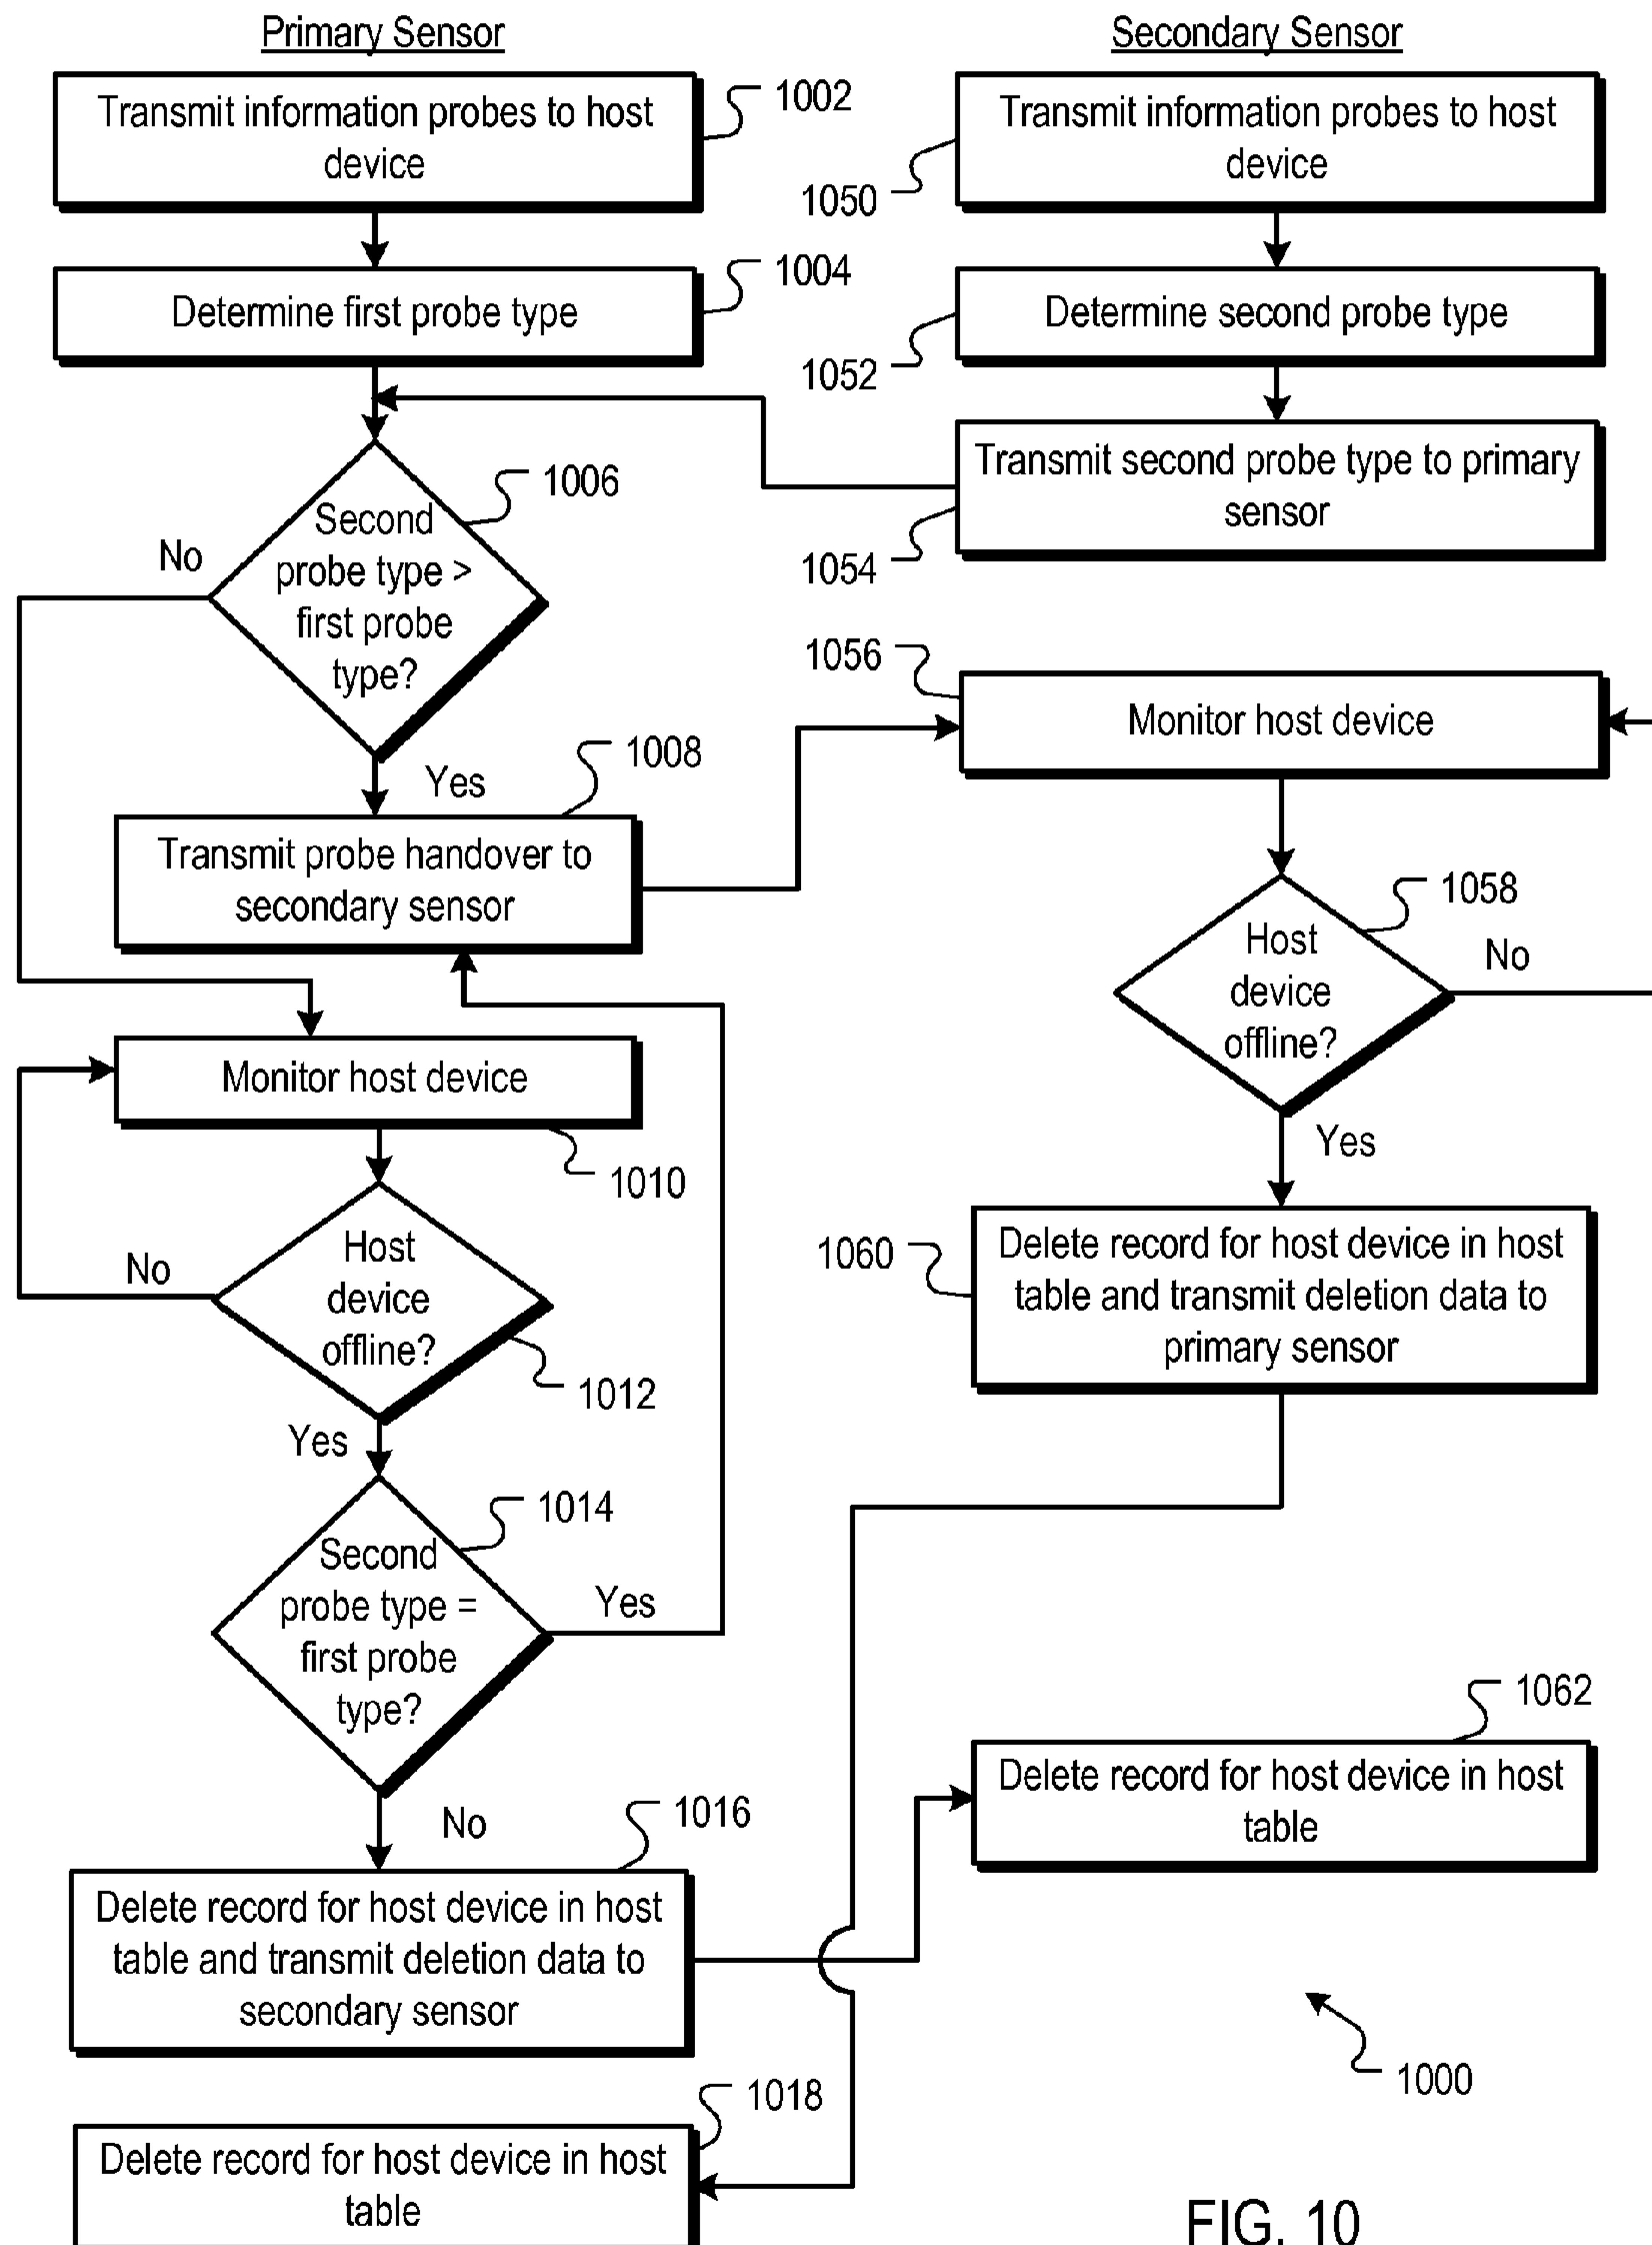 Primary Sensor
Secondary Sensor
Transmit information probes to host
device
1002
Transmit information probes to host
device
1050
Determine first probe type
1004
Determine second probe type
1052
Transmit second probe type to primary
sensor
1054
Second
probe type >
first probe
type?
1006
No
Yes
Transmit probe handover to
secondary sensor
1008
Monitor host device
1056
Host
device
offline?
1058
No
Yes
Monitor host device
1010
Host
device
offline?
1012
No
Yes
Delete record for host device in host
table and transmit deletion data to
primary sensor
1060
Second
probe type =
first probe
type?
1014
Yes
No
Delete record for host device in host
table and transmit deletion data to
secondary sensor
1016
Delete record for host device in host
table
1062
Delete record for host device in host
table
1018
1000
FIG. 10